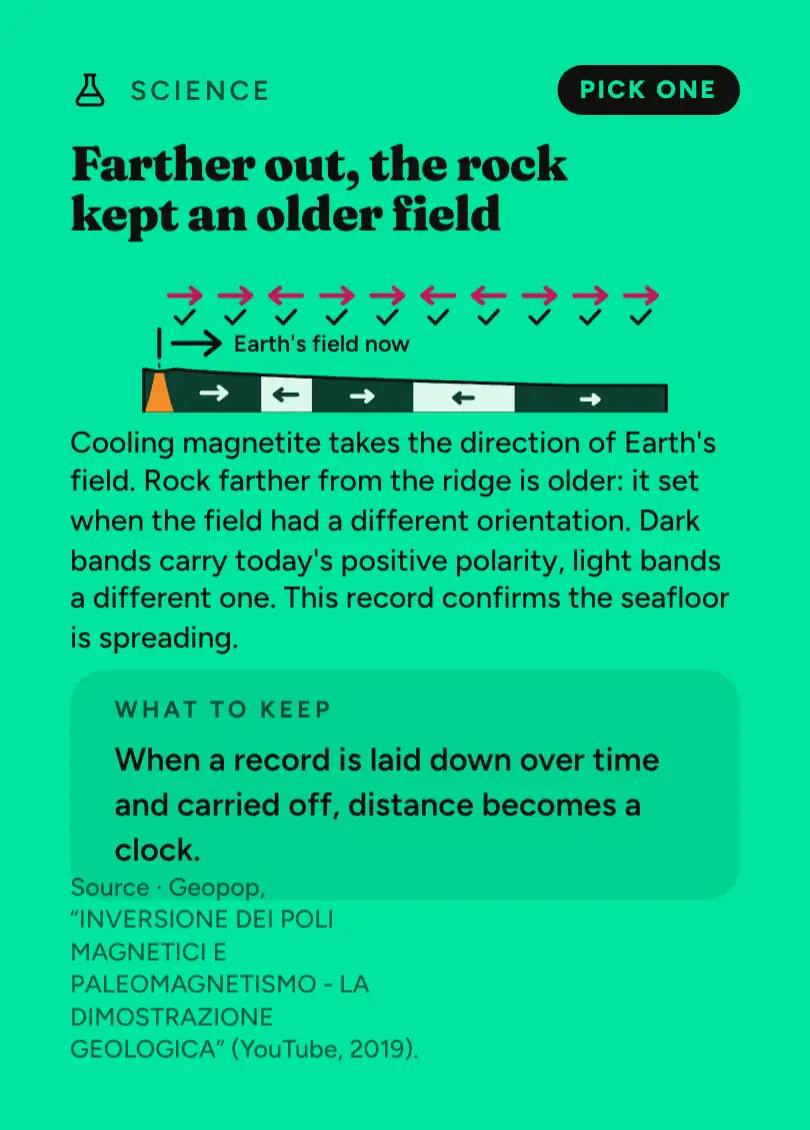 SCIENCE
PICK ONE
Farther out, the rock
kept an older field
Earth's field now
Cooling magnetite takes the direction of Earth's
field. Rock farther from the ridge is older: it set
when the field had a different orientation. Dark
bands carry today's positive polarity, light bands
a different one. This record confirms the seafloor
is spreading.
WHAT TO KEEP
When a record is laid down over time
and carried off, distance becomes a
clock.
Source · Geopop,
“INVERSIONE DEI POLI
MAGNETICI E
PALEOMAGNETISMO - LA
DIMOSTRAZIONE
GEOLOGICA” (YouTube, 2019).